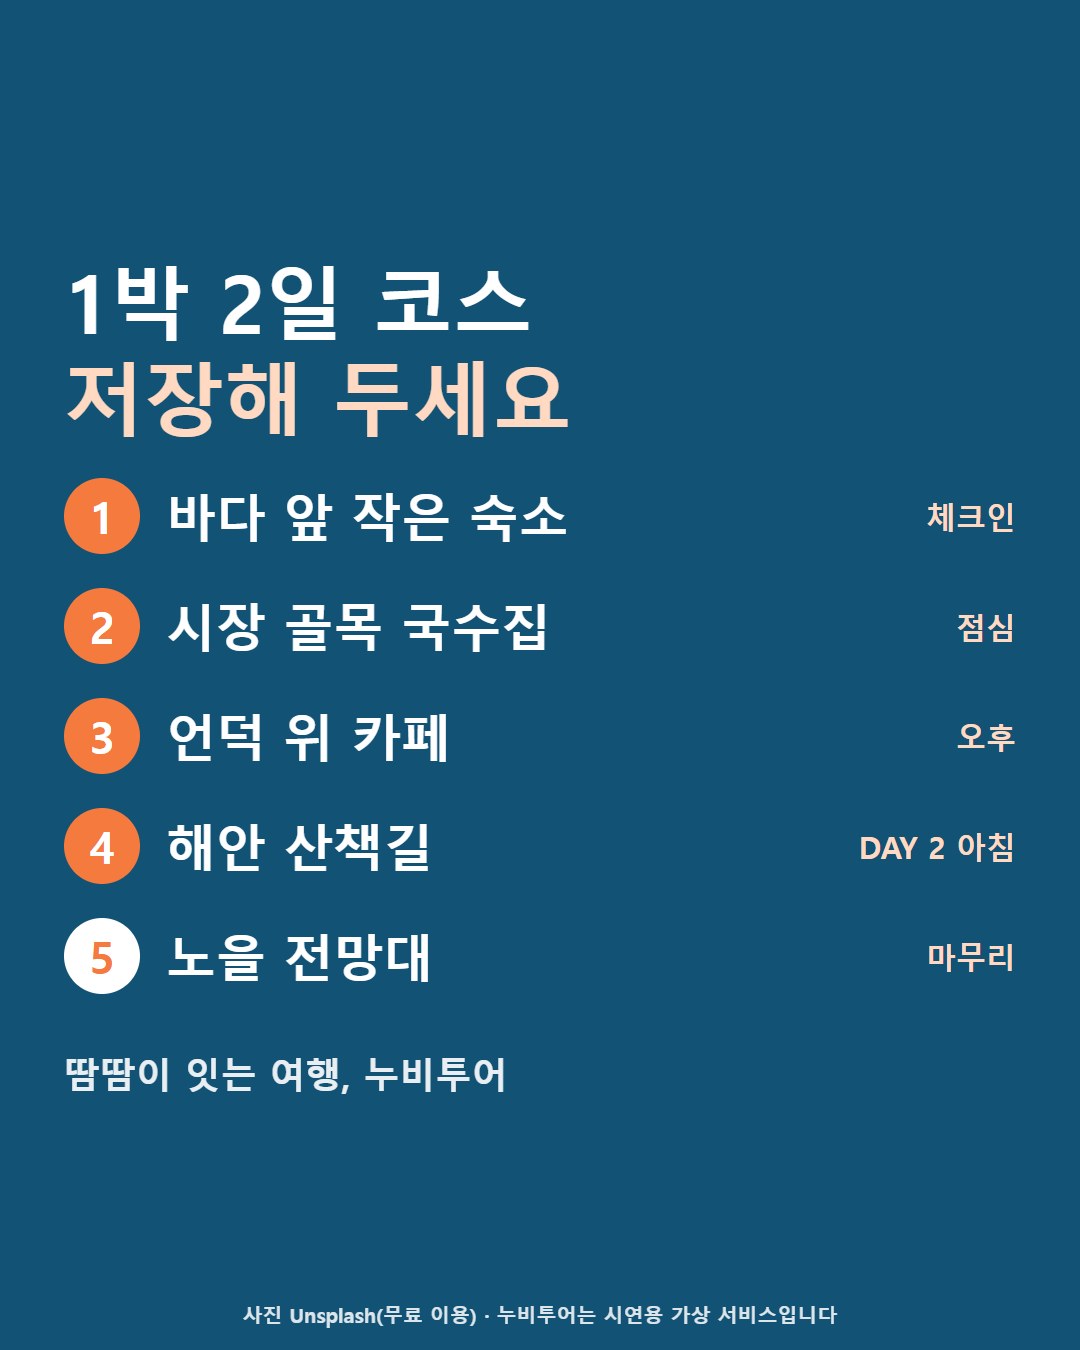 1박 2일 코스
저장해 두세요
1 바다 앞 작은 숙소 체크인
2 시장 골목 국수집 점심
3 언덕 위 카페 오후
4 해안 산책길 DAY 2 아침
5 노을 전망대 마무리
땀땀이 잇는 여행, 누비투어
사진 Unsplash(무료 이용) · 누비투어는 시연용 가상 서비스입니다